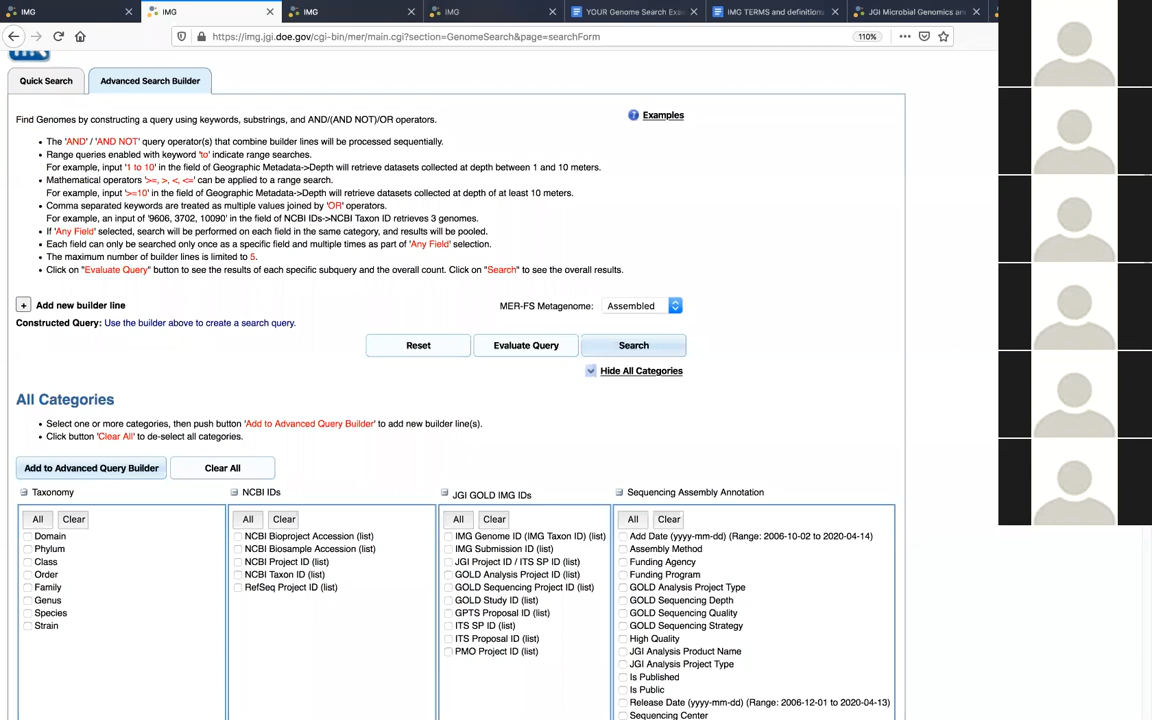 IMG
IMG
IMG
IMG
YOUR Genome Search Exa
IMG TERMS and definitions
JGI Microbial Genomics and
https://img.jgi.doe.gov/cgi-bin/mer/main.cgi?section=GenomeSearch&page=searchForm
110%
Quick Search
Advanced Search Builder
Find Genomes by constructing a query using keywords, substrings, and AND/(AND NOT)/OR operators.
Examples
• The 'AND' / 'AND NOT' query operator(s) that combine builder lines will be processed sequentially.
• Range queries enabled with keyword 'to' indicate range searches.
For example, input '1 to 10' in the field of Geographic Metadata->Depth will retrieve datasets collected at depth between 1 and 10 meters.
• Mathematical operators '>=, >, <, <=' can be applied to a range search.
For example, input '>=10' in the field of Geographic Metadata->Depth will retrieve datasets collected at depth of at least 10 meters.
• Comma separated keywords are treated as multiple values joined by 'OR' operators.
For example, an input of '9606, 3702, 10090' in the field of NCBI IDs->NCBI Taxon ID retrieves 3 genomes.
• If 'Any Field' selected, search will be performed on each field in the same category, and results will be pooled.
• Each field can only be searched only once as a specific field and multiple times as part of 'Any Field' selection.
• The maximum number of builder lines is limited to 5.
• Click on "Evaluate Query" button to see the results of each specific subquery and the overall count. Click on "Search" to see the overall results.
+ Add new builder line
MER-FS Metagenome: Assembled
Constructed Query: Use the builder above to create a search query.
Reset
Evaluate Query
Search
Hide All Categories
All Categories
• Select one or more categories, then push button 'Add to Advanced Query Builder' to add new builder line(s).
• Click button 'Clear All' to de-select all categories.
Add to Advanced Query Builder
Clear All
Taxonomy
All Clear
Domain
Phylum
Class
Order
Family
Genus
Species
Strain
NCBI IDs
All Clear
NCBI Bioproject Accession (list)
NCBI Biosample Accession (list)
NCBI Project ID (list)
NCBI Taxon ID (list)
RefSeq Project ID (list)
JGI GOLD IMG IDs
All Clear
IMG Genome ID (IMG Taxon ID) (list)
IMG Submission ID (list)
JGI Project ID / ITS SP ID (list)
GOLD Analysis Project ID (list)
GOLD Sequencing Project ID (list)
GOLD Study ID (list)
GPTS Proposal ID (list)
ITS SP ID (list)
ITS Proposal ID (list)
PMO Project ID (list)
Sequencing Assembly Annotation
All Clear
Add Date (yyyy-mm-dd) (Range: 2006-10-02 to 2020-04-14)
Assembly Method
Funding Agency
Funding Program
GOLD Analysis Project Type
GOLD Sequencing Depth
GOLD Sequencing Quality
GOLD Sequencing Strategy
High Quality
JGI Analysis Product Name
JGI Analysis Project Type
Is Published
Is Public
Release Date (yyyy-mm-dd) (Range: 2006-12-01 to 2020-04-13)
Sequencing Center